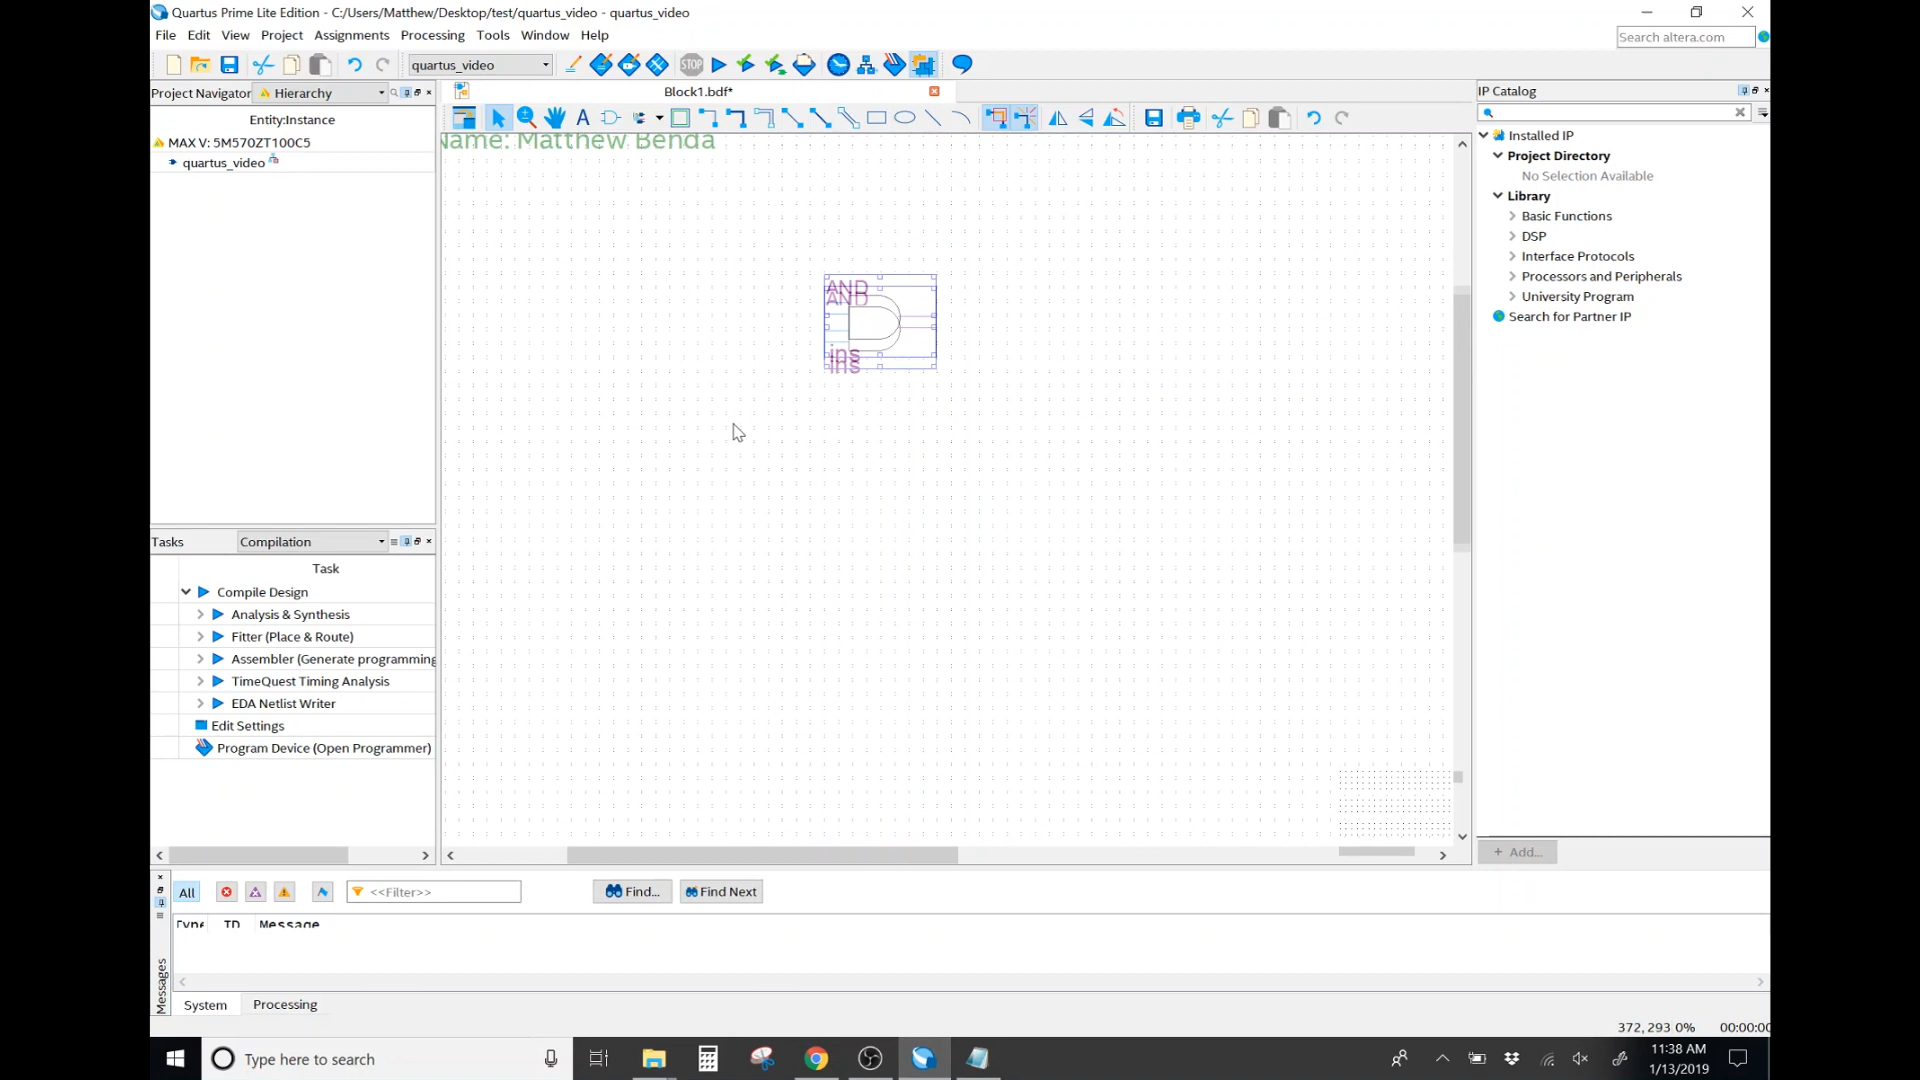 Quartus Prime Lite Edition - C:/Users/Matthew/Desktop/test/quartus_video - quartus_video
File Edit View Project Assignments Processing Tools Window Help
Search altera.com
quartus_video
STOP
Project Navigator Hierarchy
Block1.bdf*
IP Catalog
Entity:Instance
MAX V: 5M570ZT100C5
quartus_video
Name: Matthew Benda
AND
AND
ins
ins
Installed IP
Project Directory
No Selection Available
Library
Basic Functions
DSP
Interface Protocols
Processors and Peripherals
University Program
Search for Partner IP
+ Add...
Tasks Compilation
Task
Compile Design
Analysis & Synthesis
Fitter (Place & Route)
Assembler (Generate programming
TimeQuest Timing Analysis
EDA Netlist Writer
Edit Settings
Program Device (Open Programmer)
All
<<Filter>>
Find...
Find Next
Type ID Message
Messages
System Processing
372, 293 0% 00:00:00
Type here to search
11:38 AM
1/13/2019